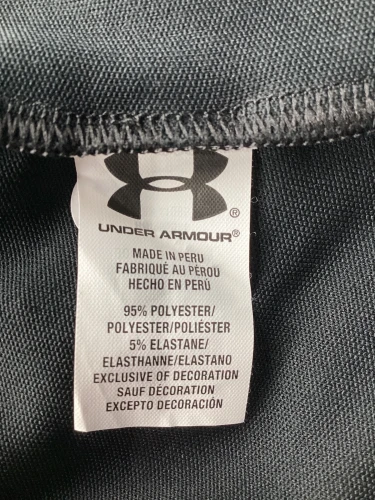 ®
UNDER ARMOUR®
MADE IN PERU
FABRIQUÉ AU PÉROU
HECHO EN PERÚ
95% POLYESTER/
POLYESTER/POLIÉSTER
5% ELASTANE/
ELASTHANNE/ELASTANO
EXCLUSIVE OF DECORATION
SAUF DÉCORATION
EXCEPTO DECORACIÓN